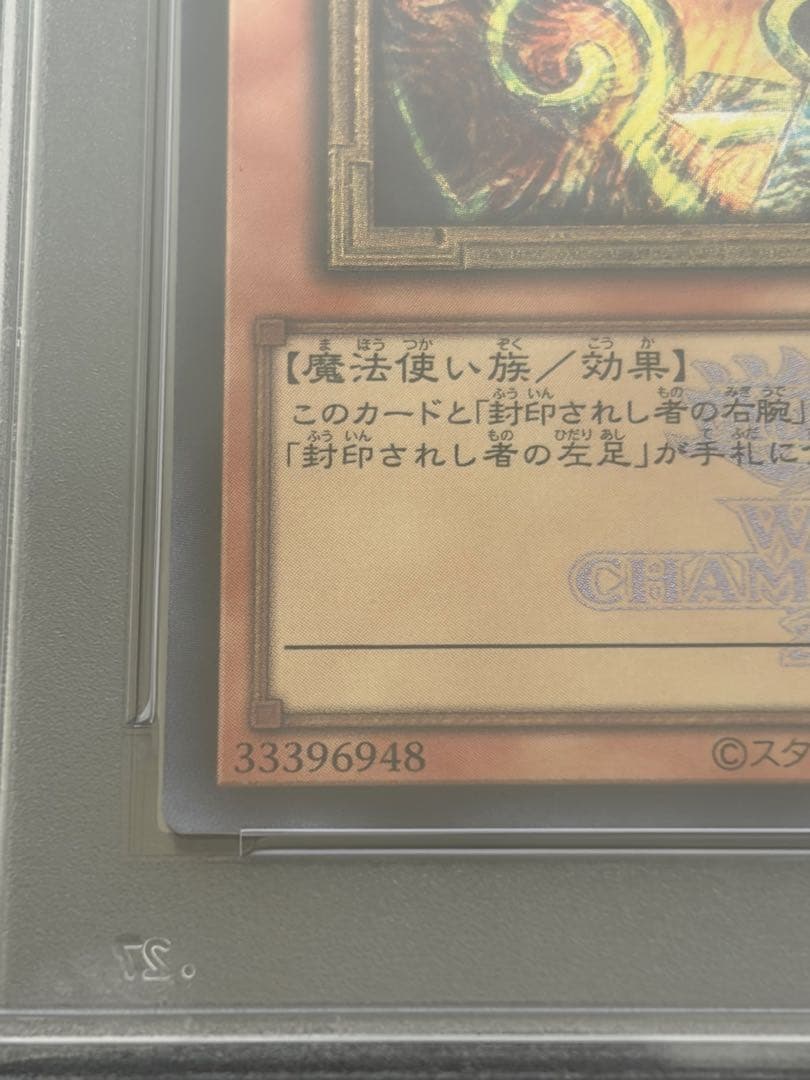 【魔法使い族／効果】
このカードと「封印されし者の右腕」
「封印されし者の左足」が手札に
CHAM
33396948
©スタ